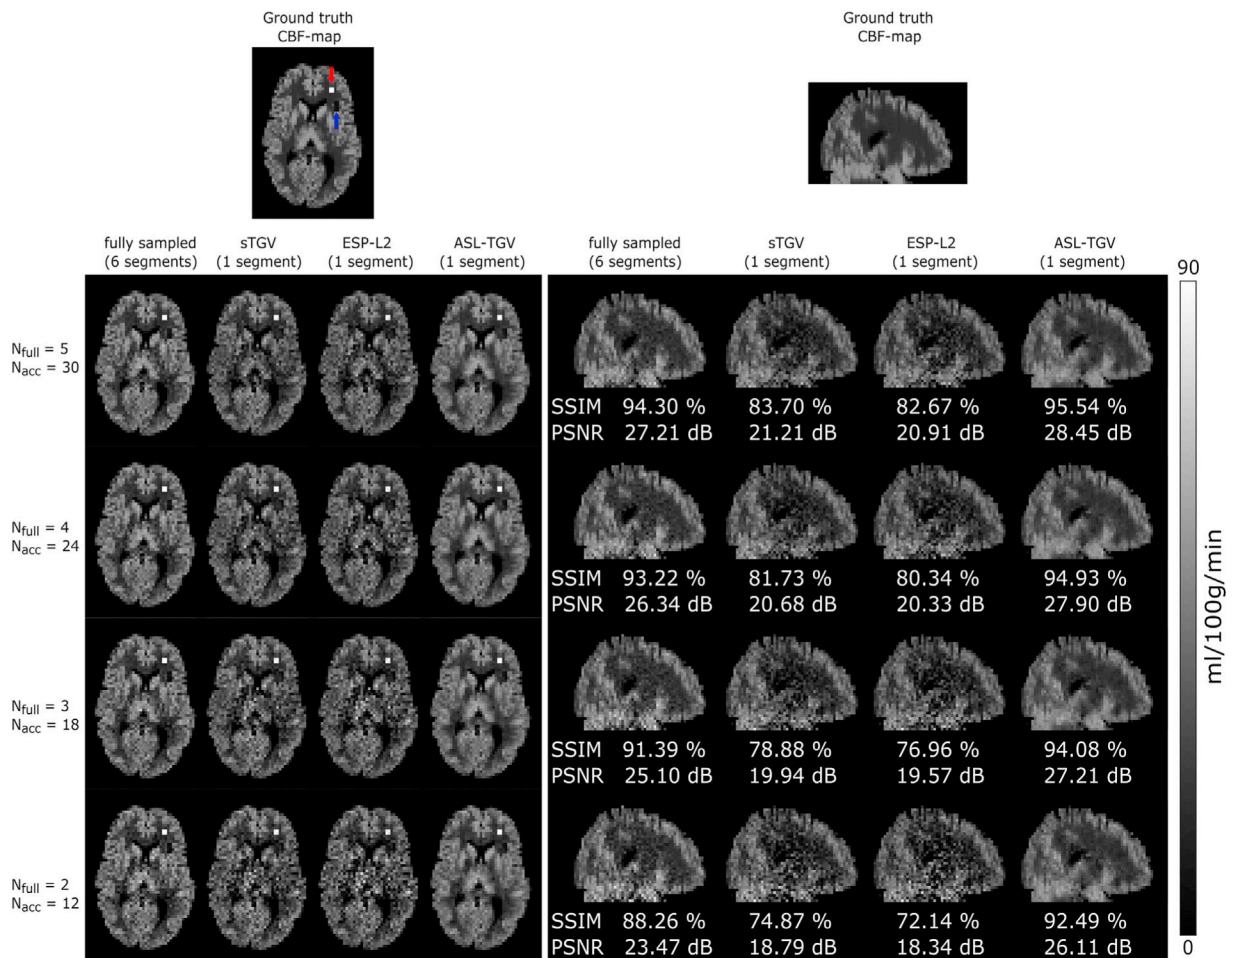 Ground truth
CBF-map
Ground truth
CBF-map
fully sampled
(6 segments)
sTGV
(1 segment)
ESP-L2
(1 segment)
ASL-TGV
(1 segment)
fully sampled
(6 segments)
sTGV
(1 segment)
ESP-L2
(1 segment)
ASL-TGV
(1 segment)
90
Nfull = 5
Nacc = 30
SSIM 94.30 % 83.70 % 82.67 % 95.54 %
PSNR 27.21 dB 21.21 dB 20.91 dB 28.45 dB
Nfull = 4
Nacc = 24
SSIM 93.22 % 81.73 % 80.34 % 94.93 %
PSNR 26.34 dB 20.68 dB 20.33 dB 27.90 dB
ml/100g/min
Nfull = 3
Nacc = 18
SSIM 91.39 % 78.88 % 76.96 % 94.08 %
PSNR 25.10 dB 19.94 dB 19.57 dB 27.21 dB
Nfull = 2
Nacc = 12
SSIM 88.26 % 74.87 % 72.14 % 92.49 %
PSNR 23.47 dB 18.79 dB 18.34 dB 26.11 dB
0